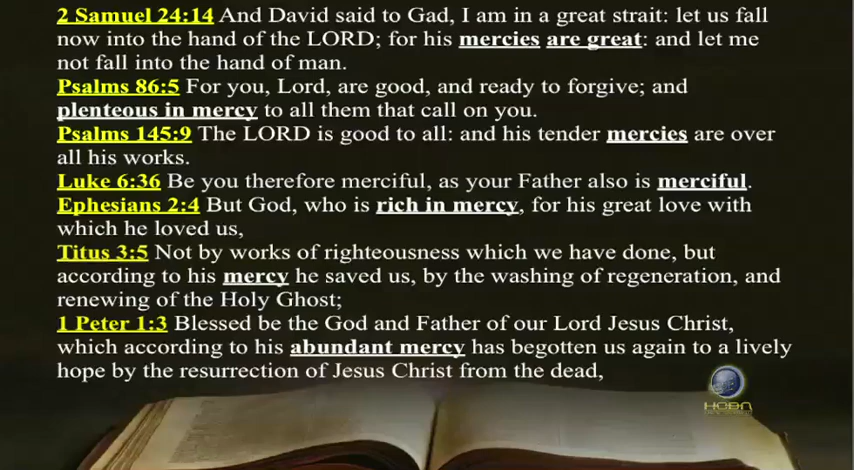 2 Samuel 24:14 And David said to Gad, I am in a great strait: let us fall
now into the hand of the LORD; for his mercies are great: and let me
not fall into the hand of man.
Psalms 86:5 For you, Lord, are good, and ready to forgive; and
plenteous in mercy to all them that call on you.
Psalms 145:9 The LORD is good to all: and his tender mercies are over
all his works.
Luke 6:36 Be you therefore merciful, as your Father also is merciful.
Ephesians 2:4 But God, who is rich in mercy, for his great love with
which he loved us,
Titus 3:5 Not by works of righteousness which we have done, but
according to his mercy he saved us, by the washing of regeneration, and
renewing of the Holy Ghost;
1 Peter 1:3 Blessed be the God and Father of our Lord Jesus Christ,
which according to his abundant mercy has begotten us again to a lively
hope by the resurrection of Jesus Christ from the dead,
HOBN